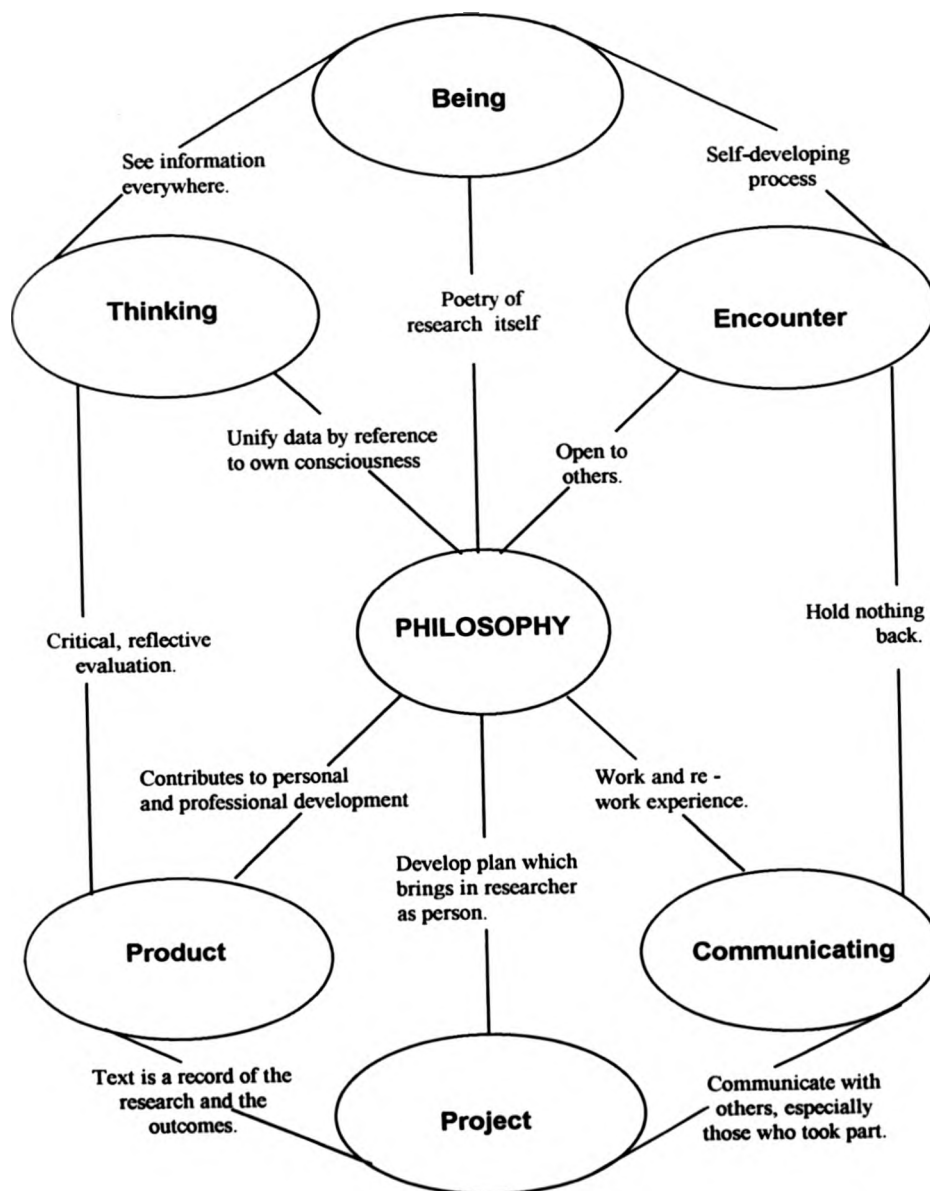 Being
See information
everywhere.
Self-developing
process
Thinking
Poetry of
research itself
Encounter
Unify data by reference
to own consciousness
Open to
others.
PHILOSOPHY
Critical, reflective
evaluation.
Hold nothing
back.
Contributes to personal
and professional development
Work and re -
work experience.
Develop plan which
brings in researcher
as person.
Product
Communicating
Text is a record of the
research and the
outcomes.
Project
Communicate with
others, especially
those who took part.